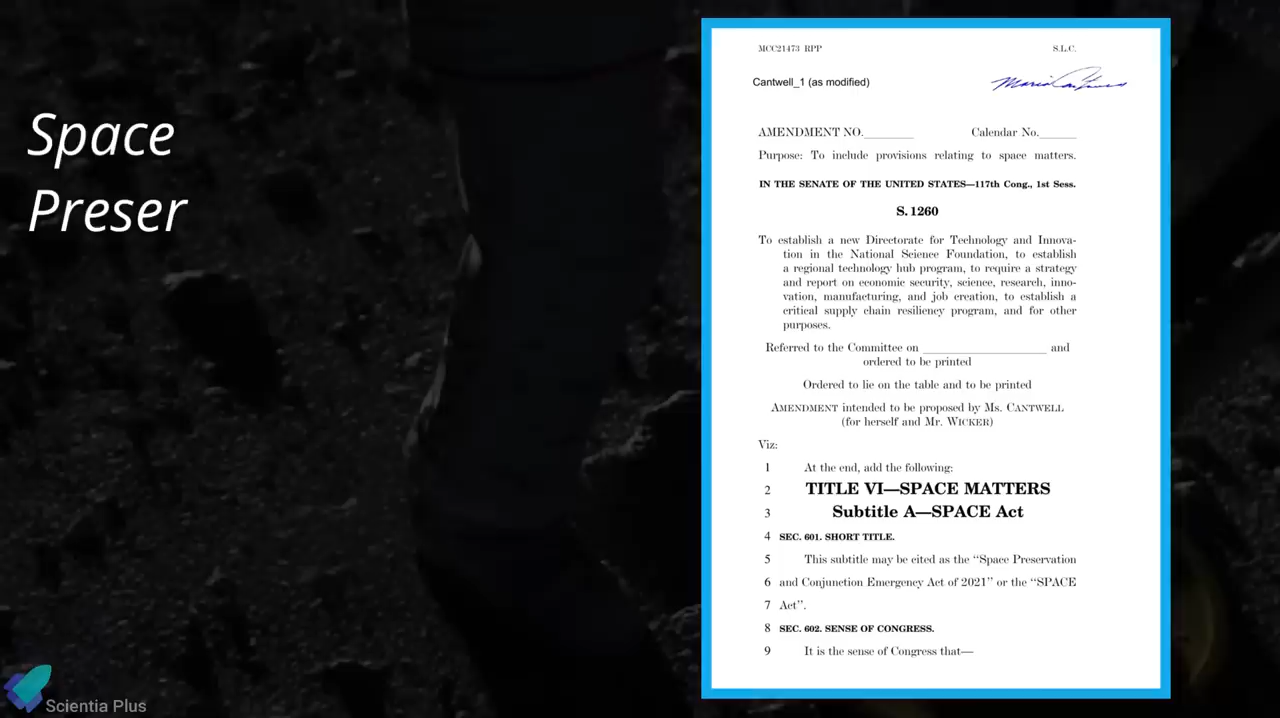 Space
Preser
MCC21473 RPP
S.L.C.
Cantwell_1 (as modified)
AMENDMENT NO.________
Calendar No.______
Purpose: To include provisions relating to space matters.
IN THE SENATE OF THE UNITED STATES—117th Cong., 1st Sess.
S. 1260
To establish a new Directorate for Technology and Innova-
tion in the National Science Foundation, to establish
a regional technology hub program, to require a strategy
and report on economic security, science, research, inno-
vation, manufacturing, and job creation, to establish a
critical supply chain resiliency program, and for other
purposes.
Referred to the Committee on ____________________ and
ordered to be printed
Ordered to lie on the table and to be printed
AMENDMENT intended to be proposed by Ms. CANTWELL
(for herself and Mr. WICKER)
Viz:
1 At the end, add the following:
2 TITLE VI—SPACE MATTERS
3 Subtitle A—SPACE Act
4 SEC. 601. SHORT TITLE.
5 This subtitle may be cited as the ‘‘Space Preservation
6 and Conjunction Emergency Act of 2021’’ or the ‘‘SPACE
7 Act’’.
8 SEC. 602. SENSE OF CONGRESS.
9 It is the sense of Congress that—
Scientia Plus